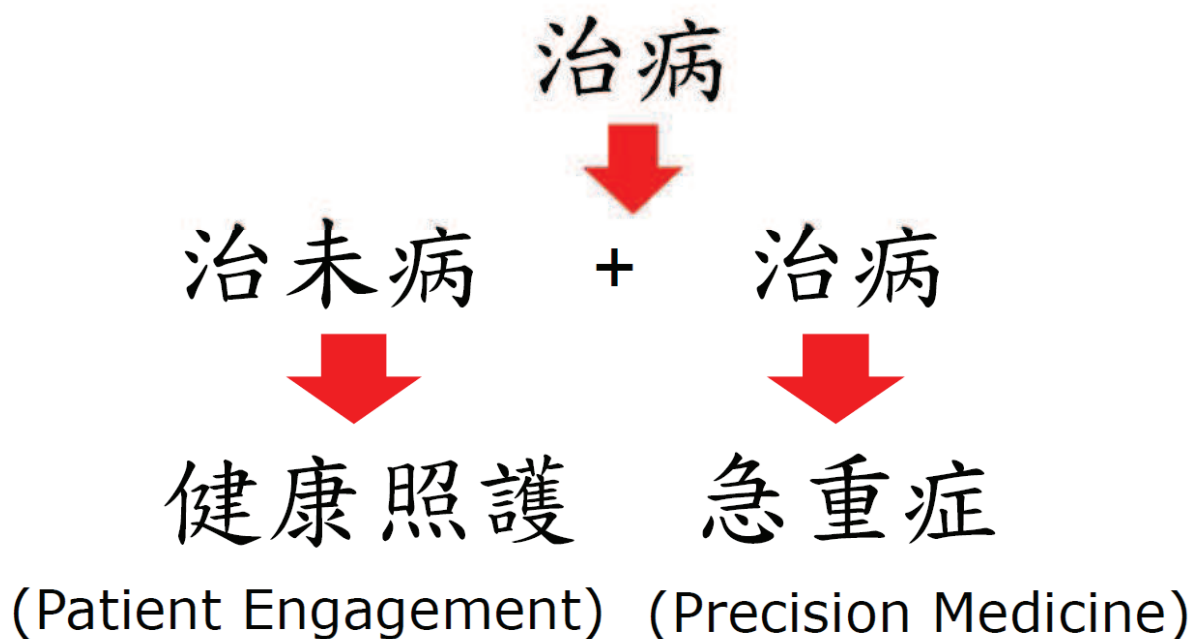 治病
治未病 + 治病
健康照護 急重症
(Patient Engagement) (Precision Medicine)